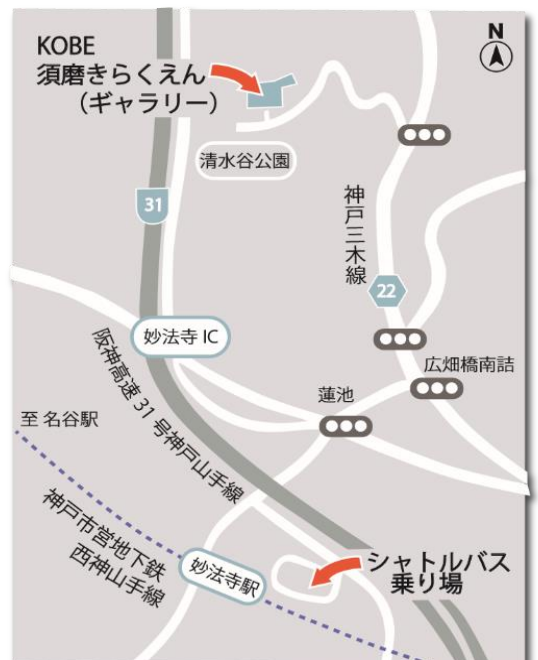 KOBE
須磨きらくえん
(ギャラリー)
N
清水谷公園
31
神戸三木線
22
妙法寺 IC
広畑橋南詰
阪神高速 31 号神戸山手線
蓮池
至 名谷駅
神戸市営地下鉄
西神山手線
妙法寺駅
シャトルバス
乗り場